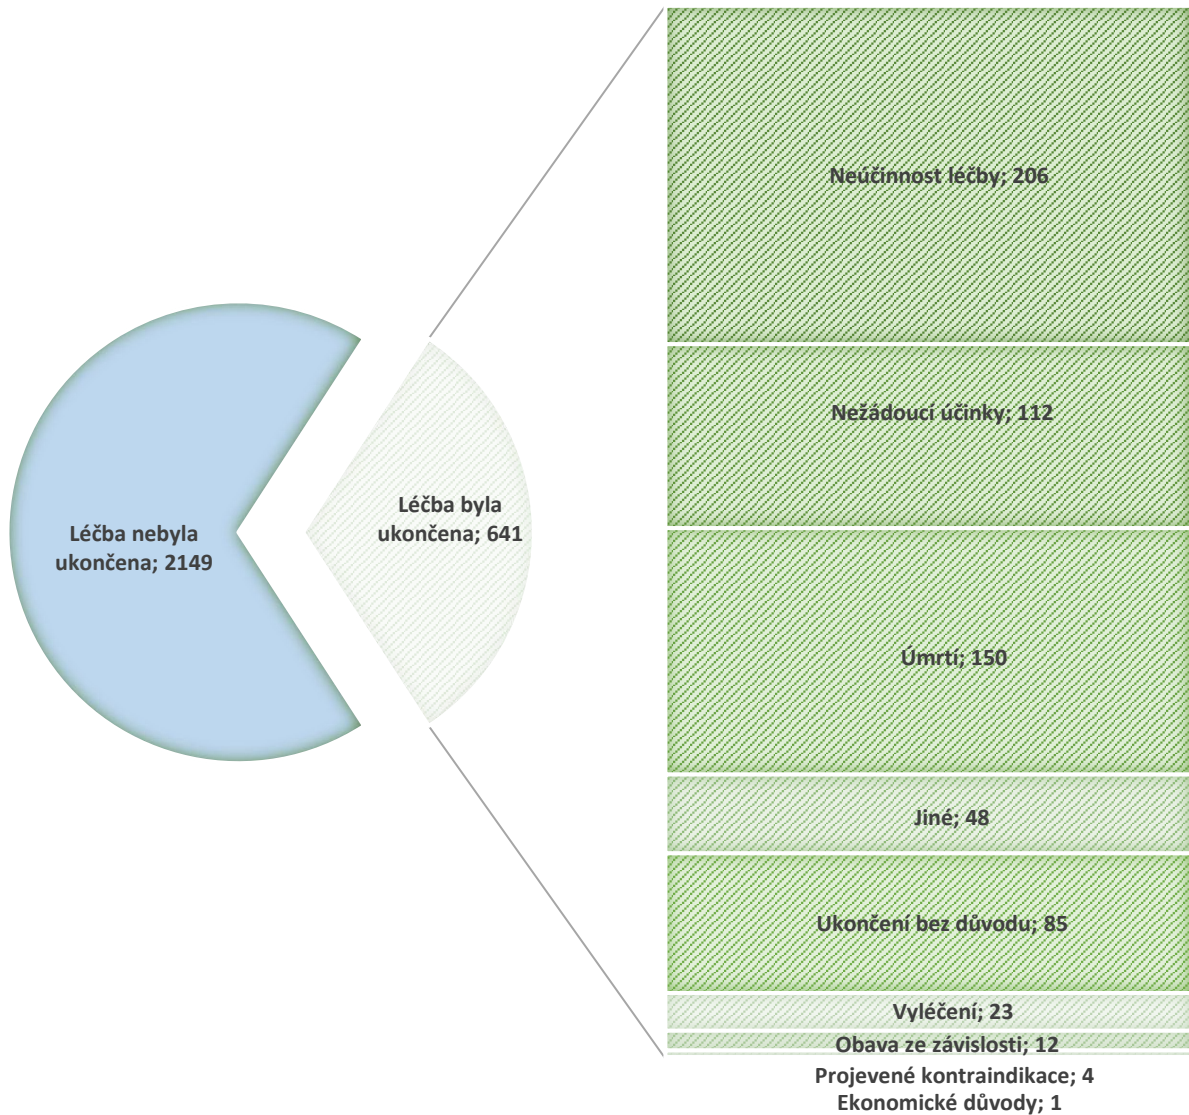 Léčba nebyla
ukončena; 2149
Léčba byla
ukončena; 641
Neúčinnost léčby; 206
Nežádoucí účinky; 112
Úmrtí; 150
Jiné; 48
Ukončení bez důvodu; 85
Vyléčení; 23
Obava ze závislosti; 12
Projevené kontraindikace; 4
Ekonomické důvody; 1